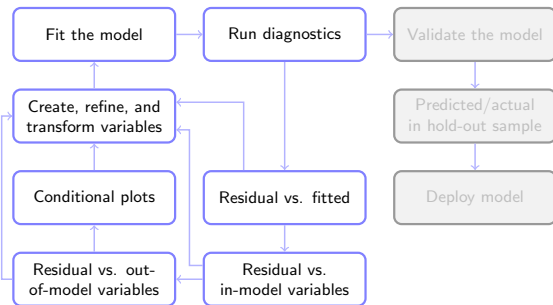 Fit the model
Run diagnostics
Validate the model
Create, refine, and
transform variables
Predicted/actual
in hold-out sample
Conditional plots
Residual vs. fitted
Deploy model
Residual vs. out-
of-model variables
Residual vs.
in-model variables